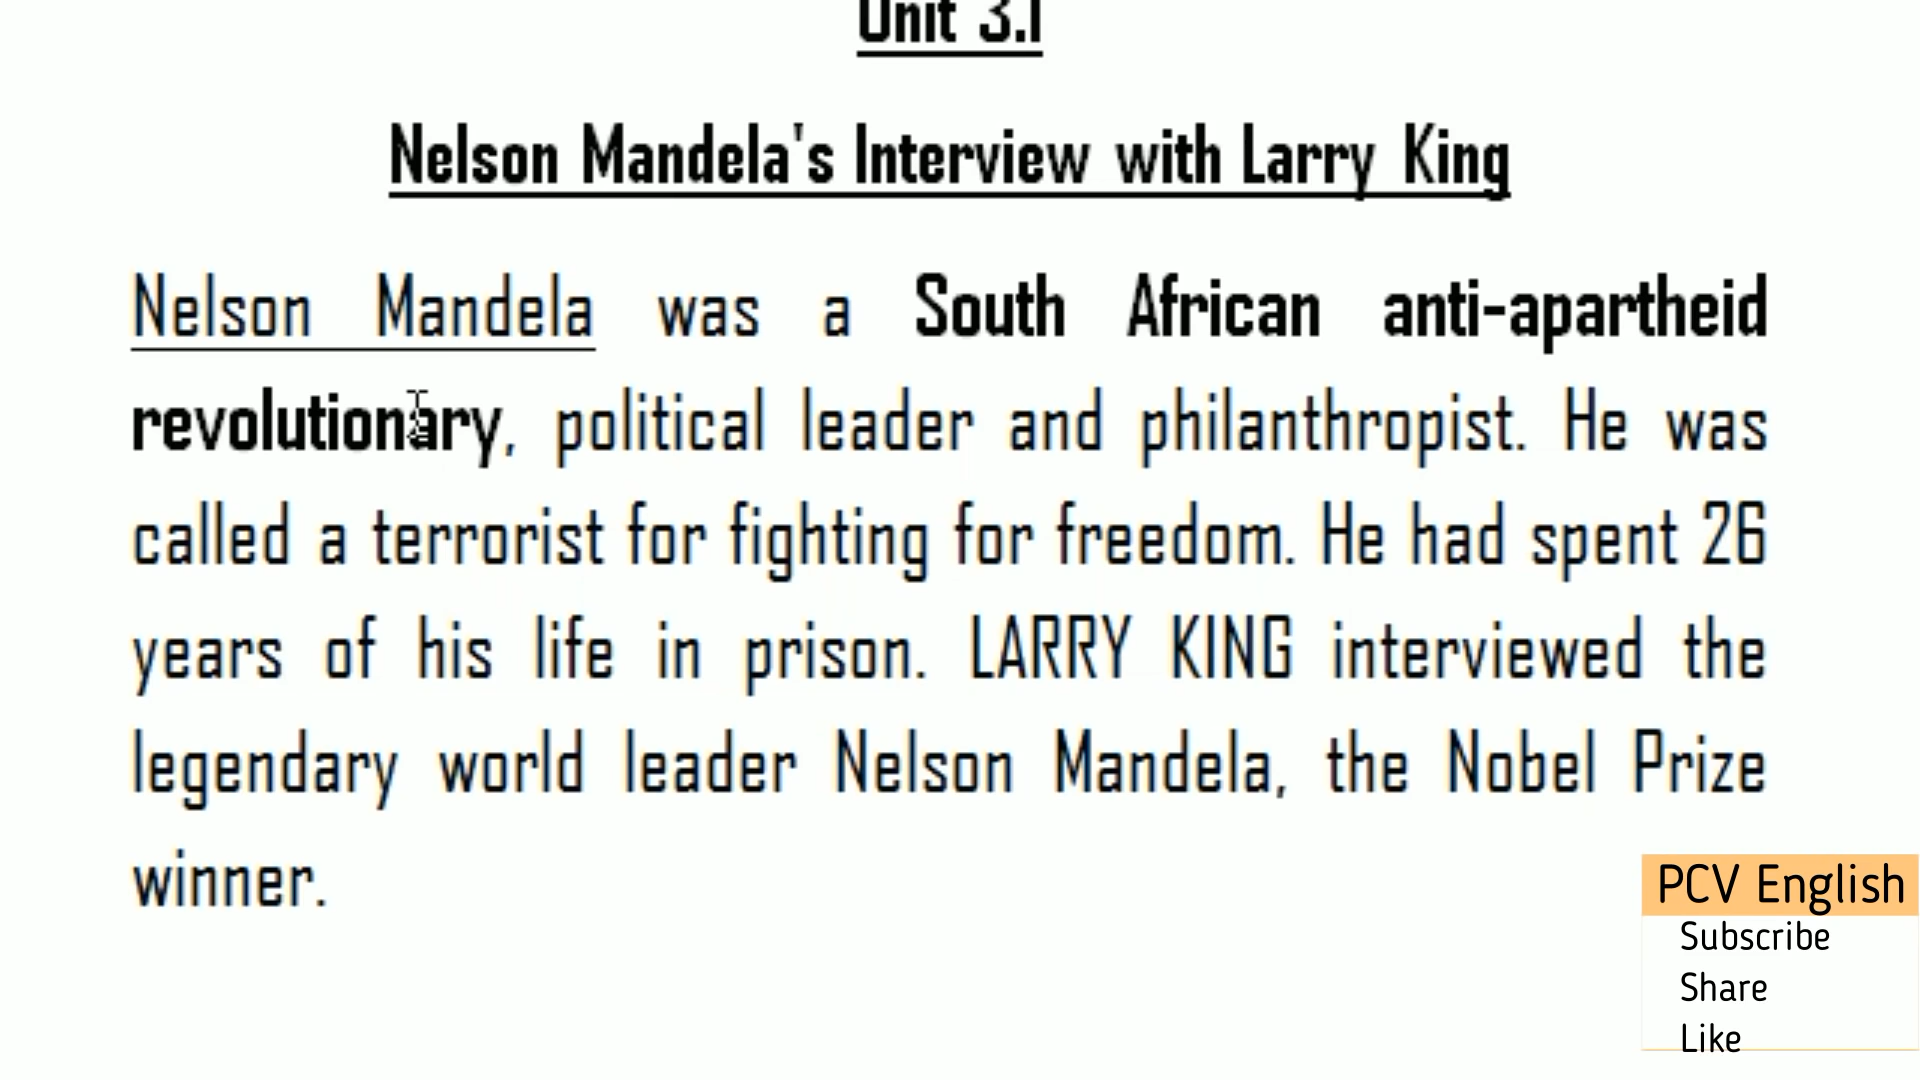 Unit 3.1
Nelson Mandela's Interview with Larry King
Nelson Mandela was a South African anti-apartheid
revolutionary, political leader and philanthropist. He was
called a terrorist for fighting for freedom. He had spent 26
years of his life in prison. LARRY KING interviewed the
legendary world leader Nelson Mandela, the Nobel Prize
winner.
PCV English
Subscribe
Share
Like